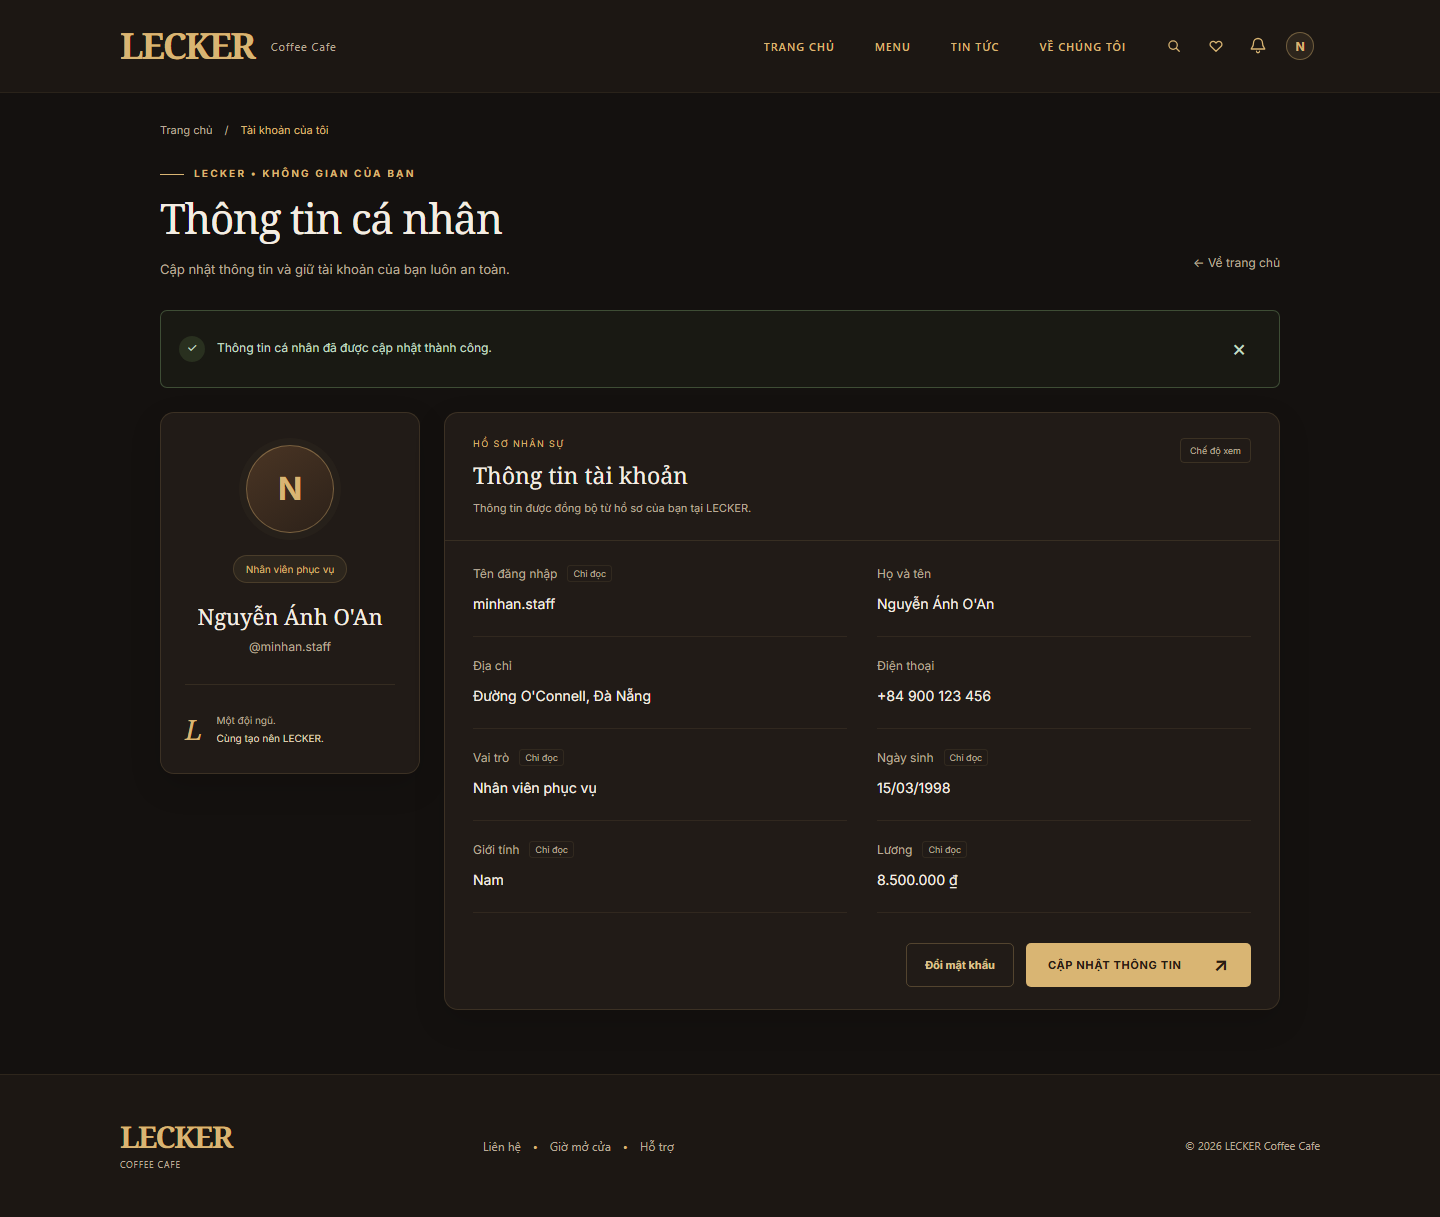 LECKER Coffee Cafe
TRANG CHỦ MENU TIN TỨC VỀ CHÚNG TÔI N
Trang chủ / Tài khoản của tôi
LECKER • KHÔNG GIAN CỦA BẠN
Thông tin cá nhân
Cập nhật thông tin và giữ tài khoản của bạn luôn an toàn.
← Về trang chủ
Thông tin cá nhân đã được cập nhật thành công.
N
Nhân viên phục vụ
Nguyễn Ánh O'An
@minhan.staff
L
Một đội ngũ.
Cùng tạo nên LECKER.
HỒ SƠ NHÂN SỰ
Chế độ xem
Thông tin tài khoản
Thông tin được đồng bộ từ hồ sơ của bạn tại LECKER.
Tên đăng nhập Chỉ đọc
minhan.staff
Họ và tên
Nguyễn Ánh O'An
Địa chỉ
Đường O'Connell, Đà Nẵng
Điện thoại
+84 900 123 456
Vai trò Chỉ đọc
Nhân viên phục vụ
Ngày sinh Chỉ đọc
15/03/1998
Giới tính Chỉ đọc
Nam
Lương Chỉ đọc
8.500.000 ₫
Đổi mật khẩu
CẬP NHẬT THÔNG TIN
LECKER
COFFEE CAFE
Liên hệ • Giờ mở cửa • Hỗ trợ
© 2026 LECKER Coffee Cafe